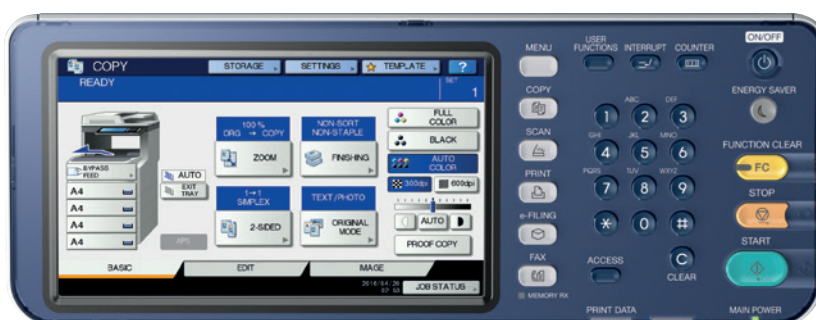 COPY
STORAGE
SETTINGS
TEMPLATE
?
READY
SET
1
100 %
ORG → COPY
ZOOM
NON-SORT
NON-STAPLE
FINISHING
FULL
COLOR
BLACK
AUTO
COLOR
300dpi
600dpi
BYPASS
FEED
A4
A4
A4
A4
AUTO
EXIT
TRAY
APS
1→1
SIMPLEX
2-SIDED
TEXT/PHOTO
ORIGINAL
MODE
AUTO
PROOF COPY
BASIC
EDIT
IMAGE
JOB STATUS
MENU
COPY
SCAN
PRINT
e-FILING
FAX
MEMORY RX
USER
FUNCTIONS
INTERRUPT
COUNTER
ABC
DEF
1
2
3
GHI
JKL
MNO
4
5
6
PQRS
TUV
WXYZ
7
8
9
*
0
#
ACCESS
C
CLEAR
PRINT DATA
ON/OFF
ENERGY SAVER
FUNCTION CLEAR
FC
STOP
START
MAIN POWER